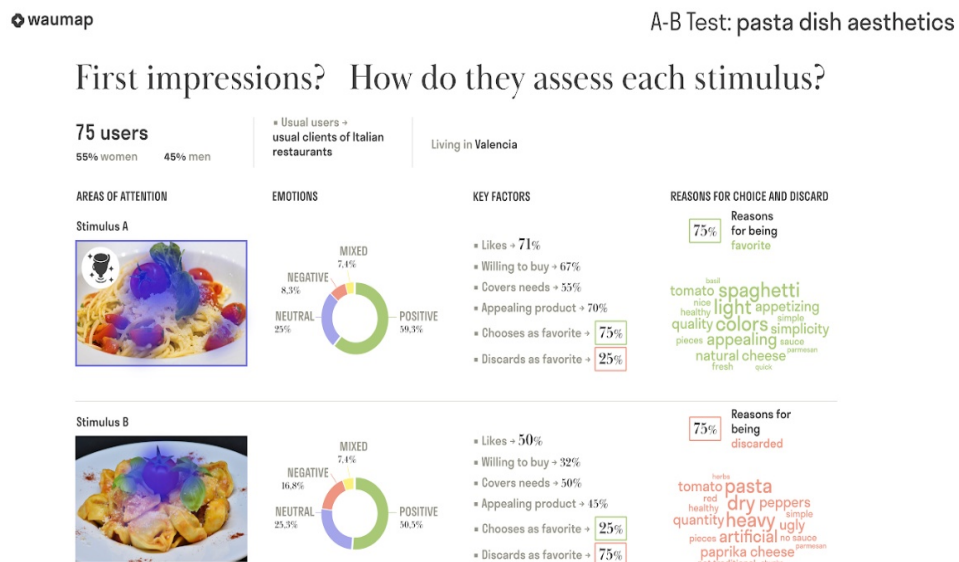 waumap
A-B Test: pasta dish aesthetics
First impressions? How do they assess each stimulus?
75 users
55% women 45% men
▪ Usual users →
usual clients of Italian
restaurants
Living in Valencia
AREAS OF ATTENTION
EMOTIONS
KEY FACTORS
REASONS FOR CHOICE AND DISCARD
Stimulus A
MIXED
7,4%
NEGATIVE
8,3%
NEUTRAL
25%
POSITIVE
59,3%
▪ Likes → 71%
▪ Willing to buy → 67%
▪ Covers needs → 55%
▪ Appealing product → 70%
▪ Chooses as favorite → 75%
▪ Discards as favorite → 25%
75%
Reasons
for being
favorite
basil
tomato spaghetti
nice light appetizing
healthy simple
quality colors simplicity
pieces appealing sauce
parmesan
natural cheese
fresh quick
Stimulus B
MIXED
7,4%
NEGATIVE
16,8%
NEUTRAL
25,3%
POSITIVE
50,5%
▪ Likes → 50%
▪ Willing to buy → 32%
▪ Covers needs → 50%
▪ Appealing product → 45%
▪ Chooses as favorite → 25%
▪ Discards as favorite → 75%
75%
Reasons for
being
discarded
herbs
tomato pasta
red dry peppers
healthy simple
quantity heavy ugly
pieces artificial no sauce
parmesan
paprika cheese